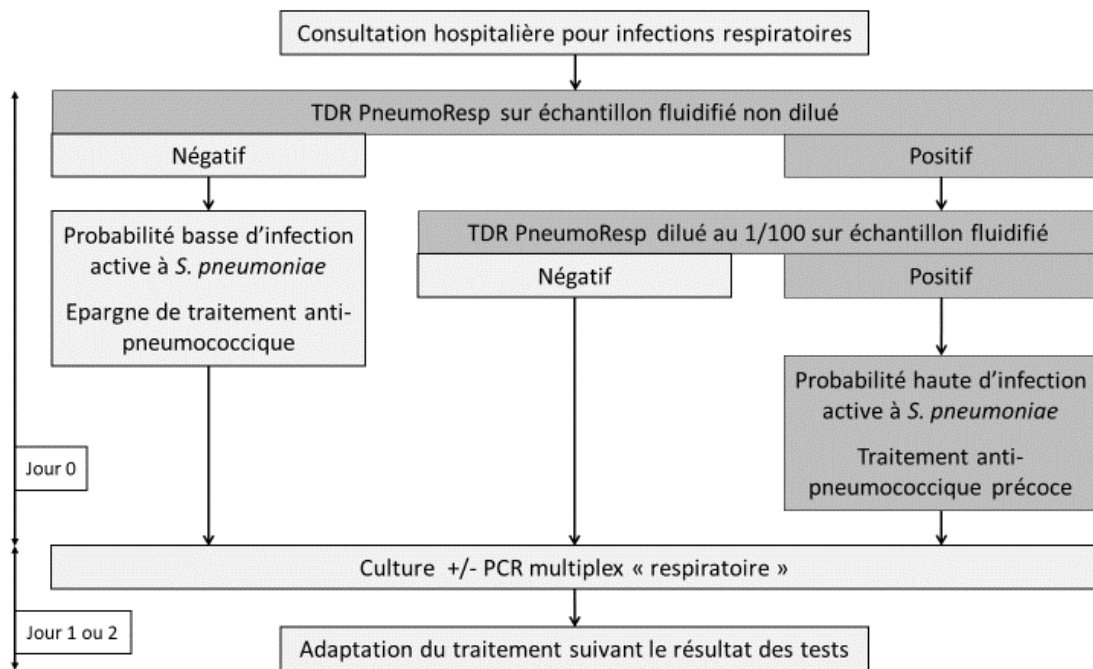 Consultation hospitalière pour infections respiratoires
TDR PneumoResp sur échantillon fluidifié non dilué
Négatif
Positif
Probabilité basse d'infection
active à S. pneumoniae
Epargne de traitement anti-
pneumococcique
TDR PneumoResp dilué au 1/100 sur échantillon fluidifié
Négatif
Positif
Probabilité haute d'infection
active à S. pneumoniae
Traitement anti-
pneumococcique précoce
Jour 0
Culture +/- PCR multiplex « respiratoire »
Jour 1 ou 2
Adaptation du traitement suivant le résultat des tests